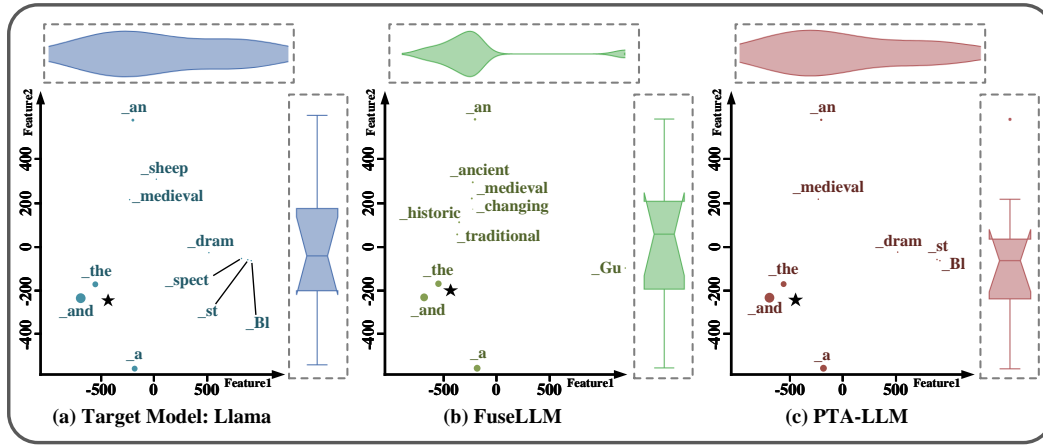 Feature2
400
200
0
-200
-400
_an
_sheep
_medieval
_dram
_the
_spect
_and
_st
_Bl
_a
-500
0
500
Feature1
(a) Target Model: Llama
Feature2
400
200
0
-200
-400
_an
_ancient
_medieval
_changing
_historic
_traditional
_the
_Gu
_and
_a
-500
0
500
Feature1
(b) FuseLLM
Feature2
400
200
0
-200
-400
_an
_medieval
_dram
_st
_Bl
_the
_and
_a
-500
0
500
Feature1
(c) PTA-LLM